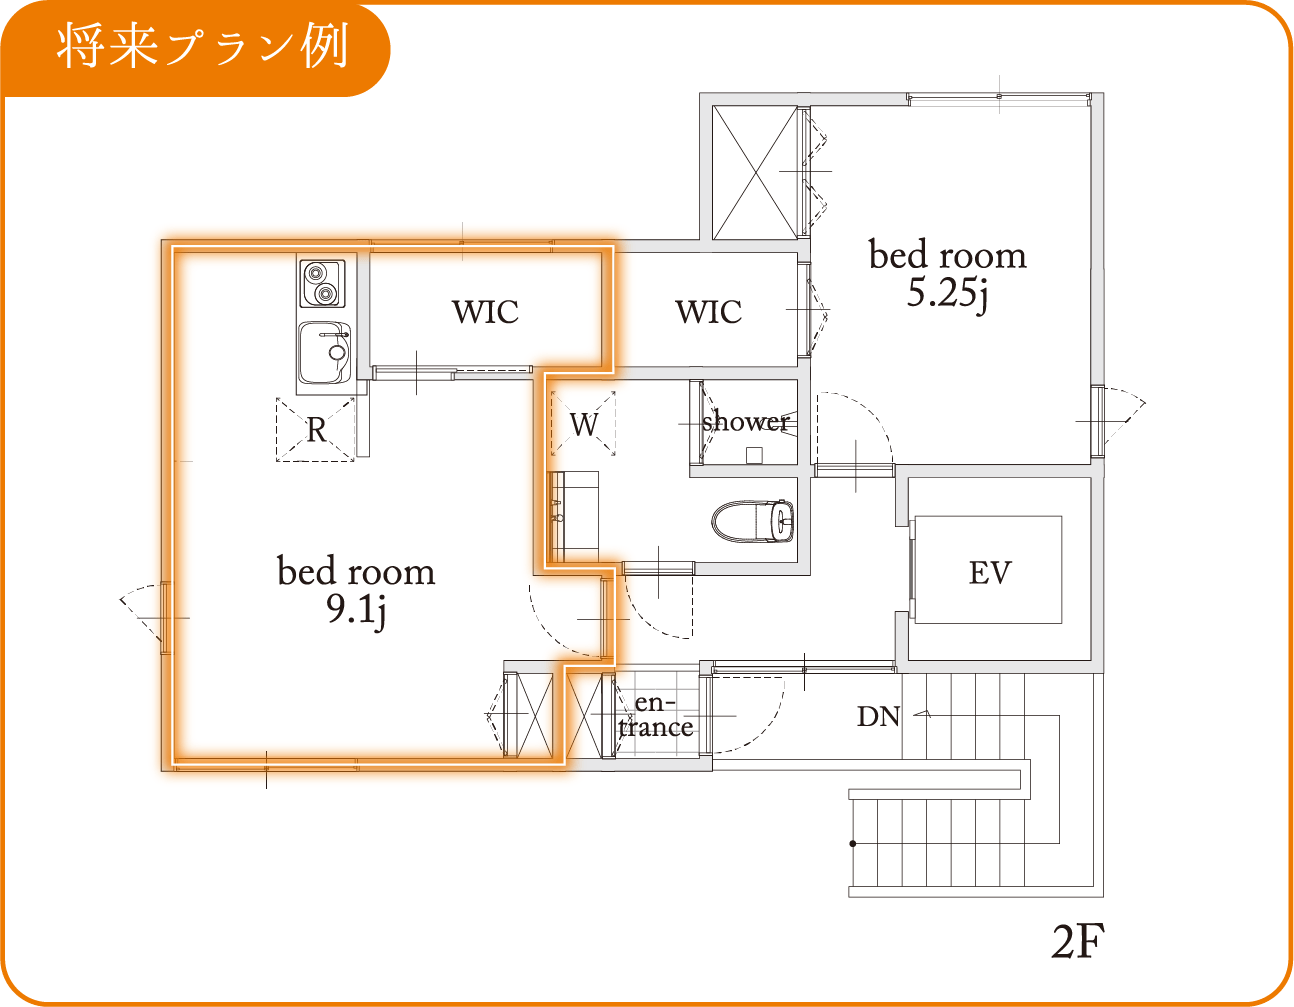 将来プラン例
bed room
5.25j
WIC
WIC
R
W
shower
bed room
9.1j
EV
en-
trance
DN
2F